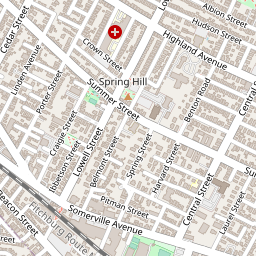 Cedar Street
Albion Street
Hudson Street
Highland Avenue
Crown Street
Linden Avenue
Porter Street
Spring Hill
Summer Street
Benton Road
Central Street
Craigie Street
Lowell Street
Ibbetson Street
Belmont Street
Spring Street
Harvard Street
Central Street
Beacon Street
Fitchburg Route
Pitman Street
Somerville Avenue
Laurel Street